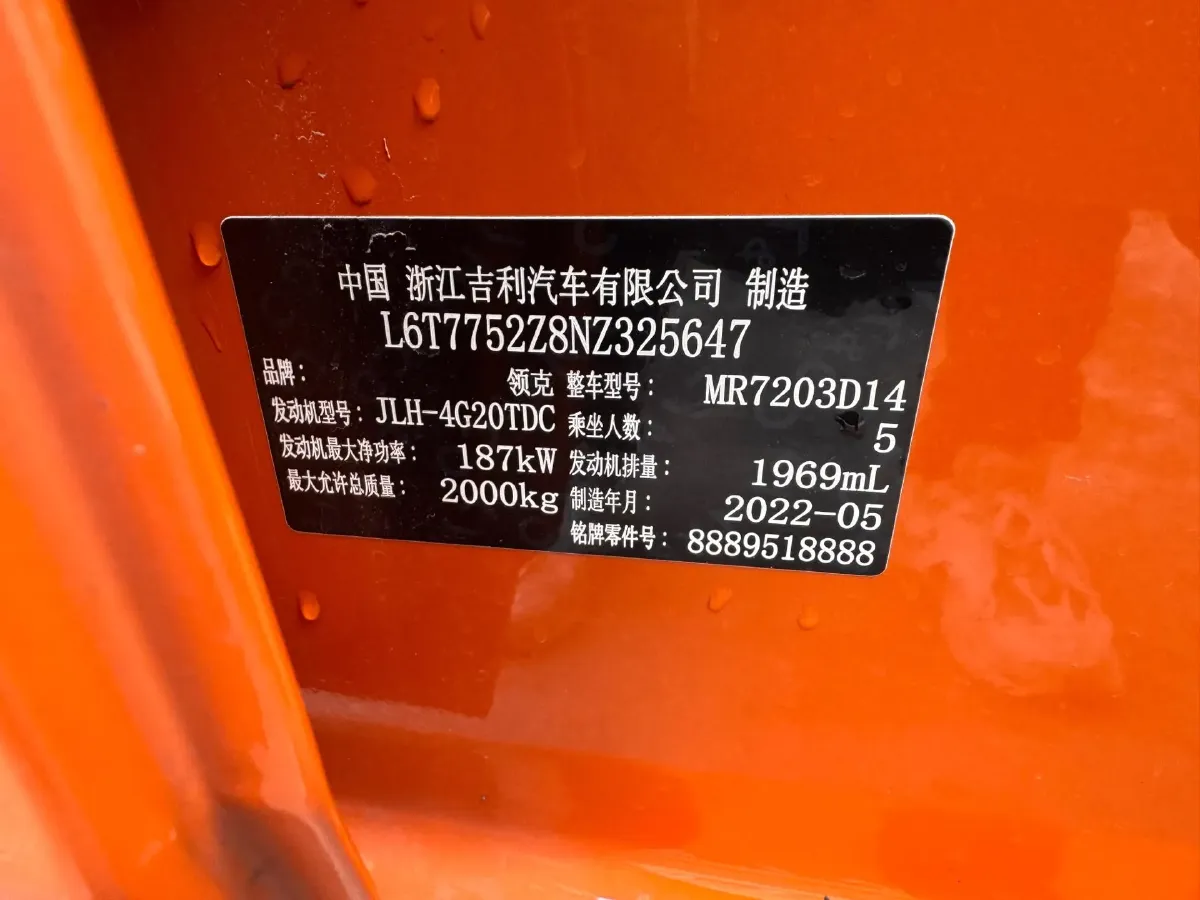 中国 浙江吉利汽车有限公司 制造
L6T7752Z8NZ325647
品牌： 领克 整车型号： MR7203D14
发动机型号： JLH-4G20TDC 乘坐人数： 5
发动机最大净功率： 187kW 发动机排量： 1969mL
最大允许总质量： 2000kg 制造年月： 2022-05
铭牌零件号： 8889518888